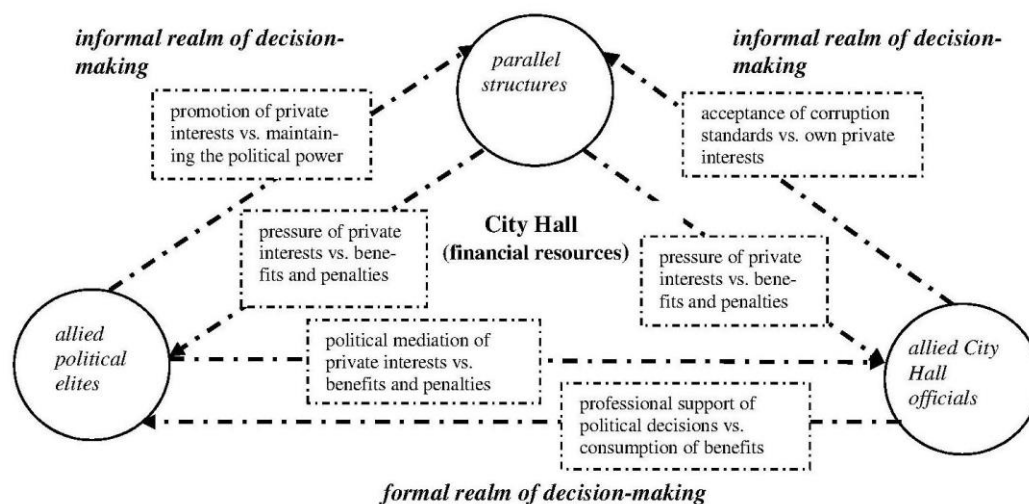 informal realm of decision-
making
parallel
structures
informal realm of decision-
making
promotion of private
interests vs. maintain-
ing the political power
acceptance of corruption
standards vs. own private
interests
pressure of private
interests vs. bene-
fits and penalties
City Hall
(financial resources)
pressure of private
interests vs. bene-
fits and penalties
allied
political
elites
political mediation of
private interests vs.
benefits and penalties
allied City
Hall
officials
professional support of
political decisions vs.
consumption of benefits
formal realm of decision-making